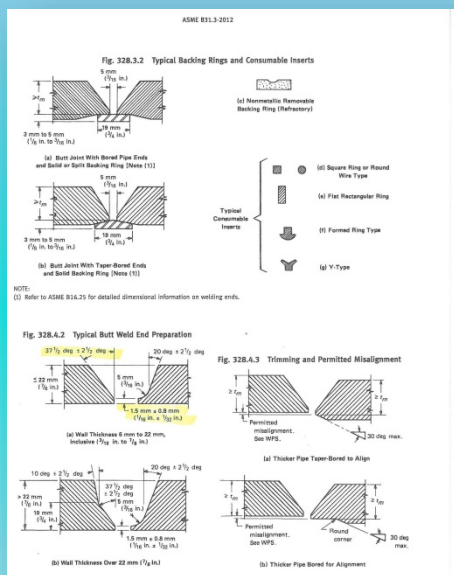 ASME B31.3-2012
Fig. 328.3.2 Typical Backing Rings and Consumable Inserts
5 mm
(3/16 in.)
≥ tm
19 mm
(3/4 in.)
3 mm to 5 mm
(1/8 in. to 3/16 in.)
(a) Butt Joint With Bored Pipe Ends
and Solid or Split Backing Ring [Note (1)]
(c) Nonmetallic Removable
Backing Ring (Refractory)
5 mm
(3/16 in.)
≥ tm
19 mm
(3/4 in.)
3 mm to 5 mm
(1/8 in. to 3/16 in.)
(b) Butt Joint With Taper-Bored Ends
and Solid Backing Ring [Note (1)]
Typical
Consumable
Inserts
(d) Square Ring or Round
Wire Type
(e) Flat Rectangular Ring
(f) Formed Ring Type
(g) Y-Type
NOTE:
(1) Refer to ASME B16.25 for detailed dimensional information on welding ends.
Fig. 328.4.2 Typical Butt Weld End Preparation
37 1/2 deg ± 2 1/2 deg
20 deg ± 2 1/2 deg
5 mm
(3/16 in.)
≤ 22 mm
(7/8 in.)
1.5 mm ± 0.8 mm
(1/16 in. ± 1/32 in.)
(a) Wall Thickness 6 mm to 22 mm,
Inclusive (3/16 in. to 7/8 in.)
10 deg ± 2 1/2 deg
20 deg ± 2 1/2 deg
37 1/2 deg
± 2 1/2 deg
5 mm
(3/16 in.)
> 22 mm
(7/8 in.)
19 mm
(3/4 in.)
1.5 mm ± 0.8 mm
(1/16 in. ± 1/32 in.)
(b) Wall Thickness Over 22 mm (7/8 in.)
Fig. 328.4.3 Trimming and Permitted Misalignment
≥ tm
≥ tm
Permitted
misalignment.
See WPS.
30 deg max.
(a) Thicker Pipe Taper-Bored to Align
≥ tm
≥ tm
Permitted
misalignment.
See WPS.
Round
corner
30 deg
max.
(b) Thicker Pipe Bored for Alignment